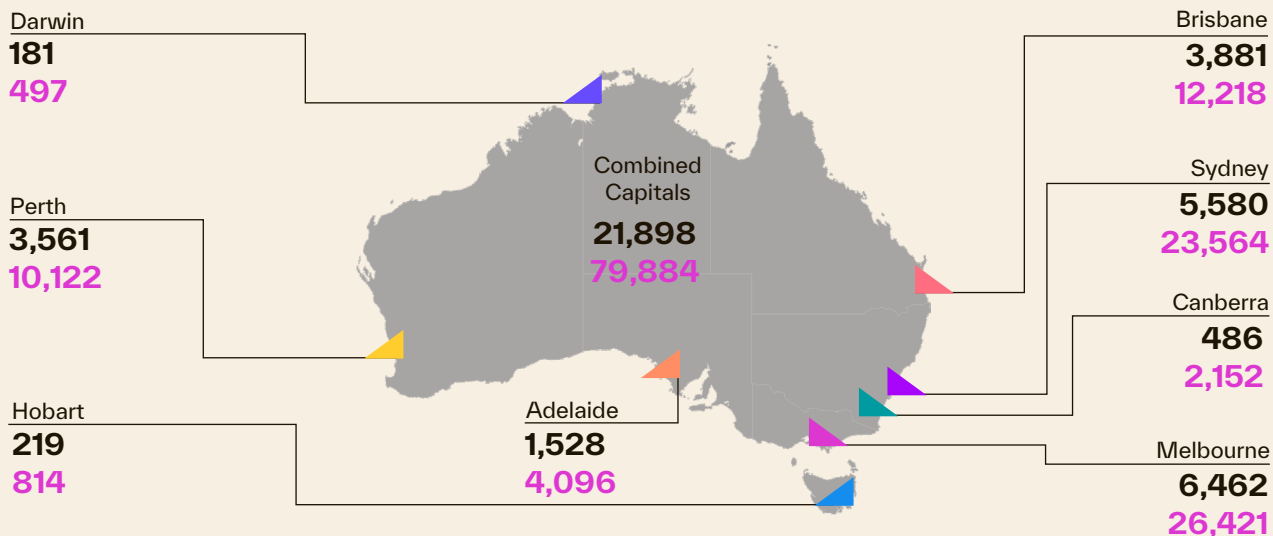 Darwin
181
497
Perth
3,561
10,122
Hobart
219
814
Combined
Capitals
21,898
79,884
Adelaide
1,528
4,096
Brisbane
3,881
12,218
Sydney
5,580
23,564
Canberra
486
2,152
Melbourne
6,462
26,421